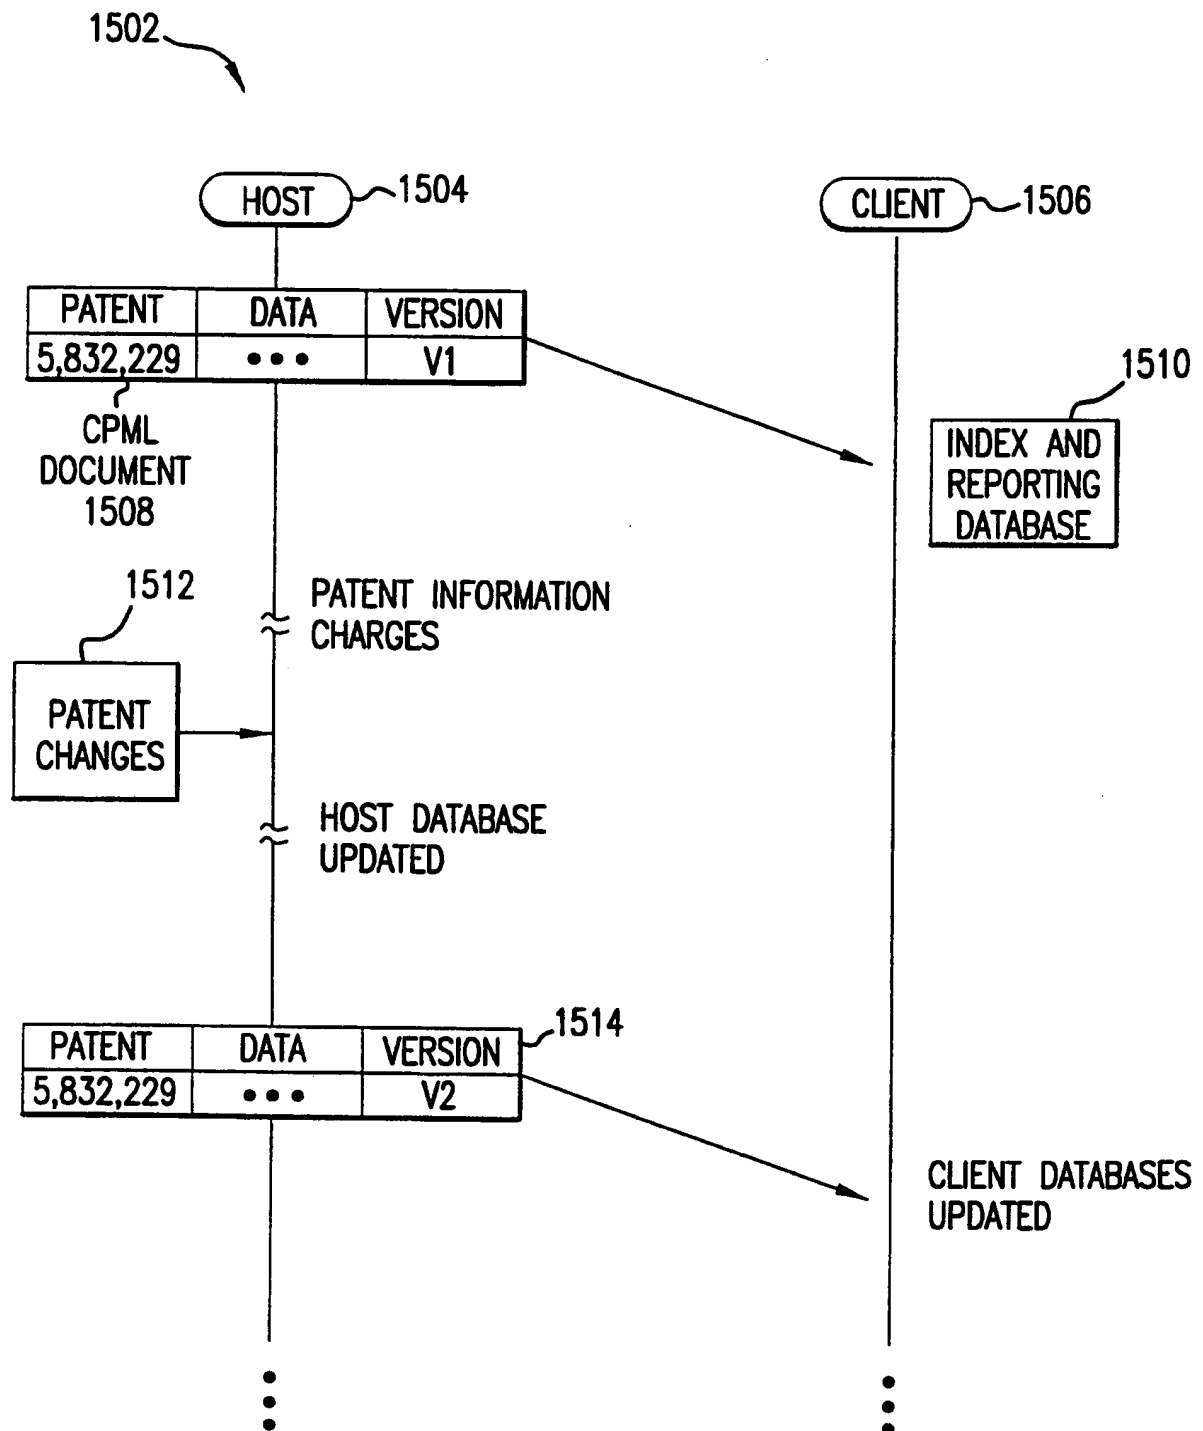 1502
HOST
1504
CLIENT
1506
PATENT DATA VERSION
5,832,229 ••• V1
CPML
DOCUMENT
1508
1510
INDEX AND
REPORTING
DATABASE
1512
PATENT INFORMATION
CHARGES
PATENT
CHANGES
HOST DATABASE
UPDATED
1514
PATENT DATA VERSION
5,832,229 ••• V2
CLIENT DATABASES
UPDATED